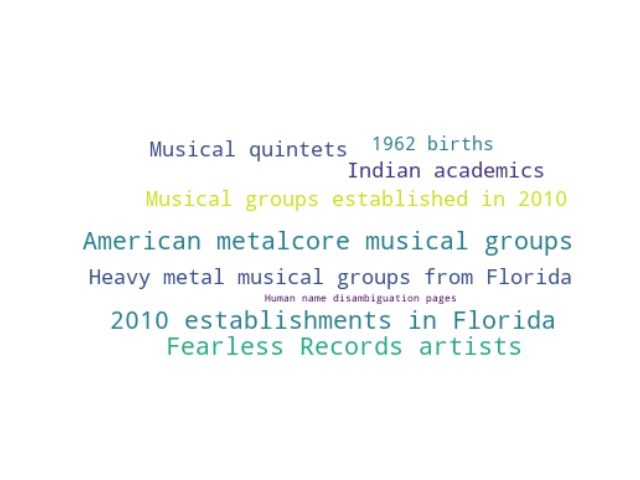 Musical quintets
1962 births
Indian academics
Musical groups established in 2010
American metalcore musical groups
Heavy metal musical groups from Florida
Human name disambiguation pages
2010 establishments in Florida
Fearless Records artists